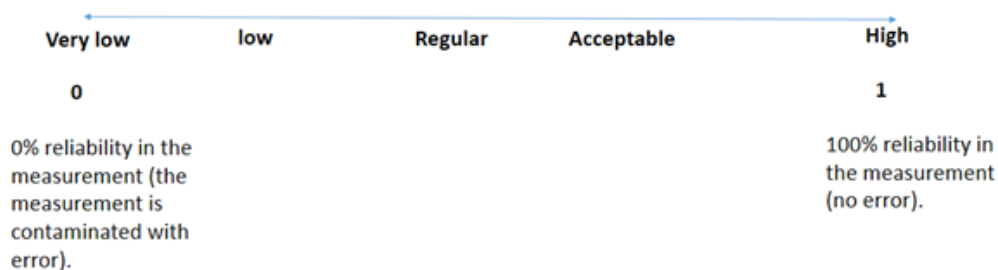 Very low low Regular Acceptable High
0 1
0% reliability in the
measurement (the
measurement is
contaminated with
error).
100% reliability in
the measurement
(no error).